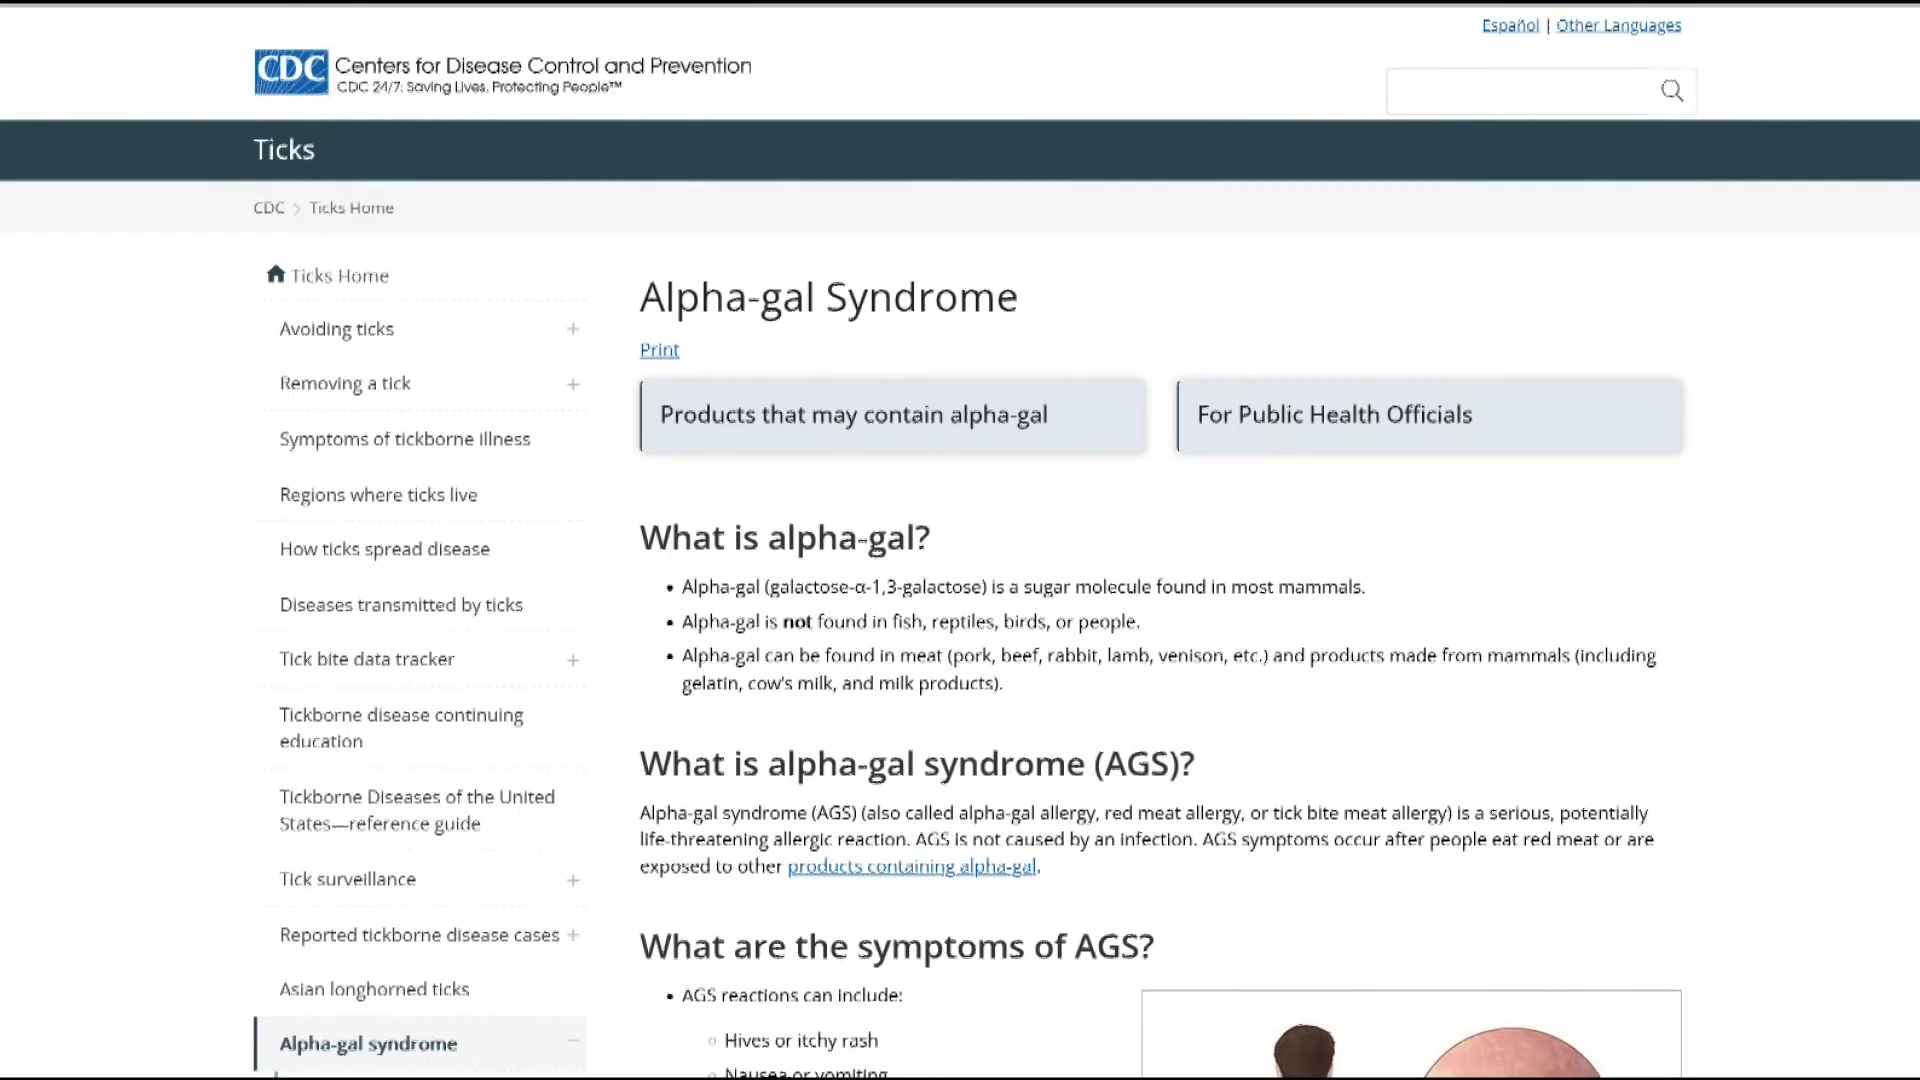 Español | Other Languages
CDC Centers for Disease Control and Prevention
CDC 24/7: Saving Lives, Protecting People™
Ticks
CDC > Ticks Home
Ticks Home
Avoiding ticks +
Removing a tick +
Symptoms of tickborne illness
Regions where ticks live
How ticks spread disease
Diseases transmitted by ticks
Tick bite data tracker +
Tickborne disease continuing
education
Tickborne Diseases of the United
States—reference guide
Tick surveillance +
Reported tickborne disease cases +
Asian longhorned ticks
Alpha-gal syndrome −
Alpha-gal Syndrome
Print
Products that may contain alpha-gal
For Public Health Officials
What is alpha-gal?
• Alpha-gal (galactose-α-1,3-galactose) is a sugar molecule found in most mammals.
• Alpha-gal is not found in fish, reptiles, birds, or people.
• Alpha-gal can be found in meat (pork, beef, rabbit, lamb, venison, etc.) and products made from mammals (including
gelatin, cow's milk, and milk products).
What is alpha-gal syndrome (AGS)?
Alpha-gal syndrome (AGS) (also called alpha-gal allergy, red meat allergy, or tick bite meat allergy) is a serious, potentially
life-threatening allergic reaction. AGS is not caused by an infection. AGS symptoms occur after people eat red meat or are
exposed to other products containing alpha-gal.
What are the symptoms of AGS?
• AGS reactions can include:
○ Hives or itchy rash
○ Nausea or vomiting